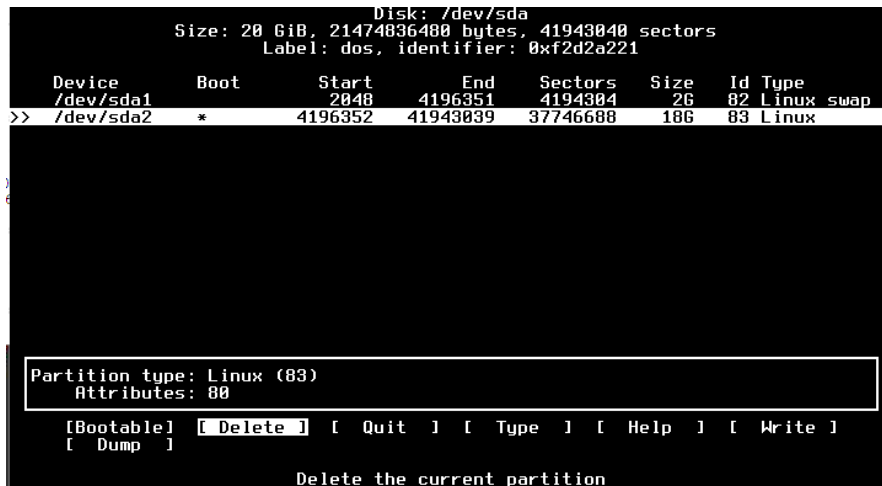 Disk: /dev/sda
Size: 20 GiB, 21474836480 bytes, 41943040 sectors
Label: dos, identifier: 0xf2d2a221
Device Boot Start End Sectors Size Id Type
/dev/sda1 2048 4196351 4194304 2G 82 Linux swap
>> /dev/sda2 * 4196352 41943039 37746688 18G 83 Linux
Partition type: Linux (83)
Attributes: 80
[Bootable] [ Delete ] [ Quit ] [ Type ] [ Help ] [ Write ]
[ Dump ]
Delete the current partition